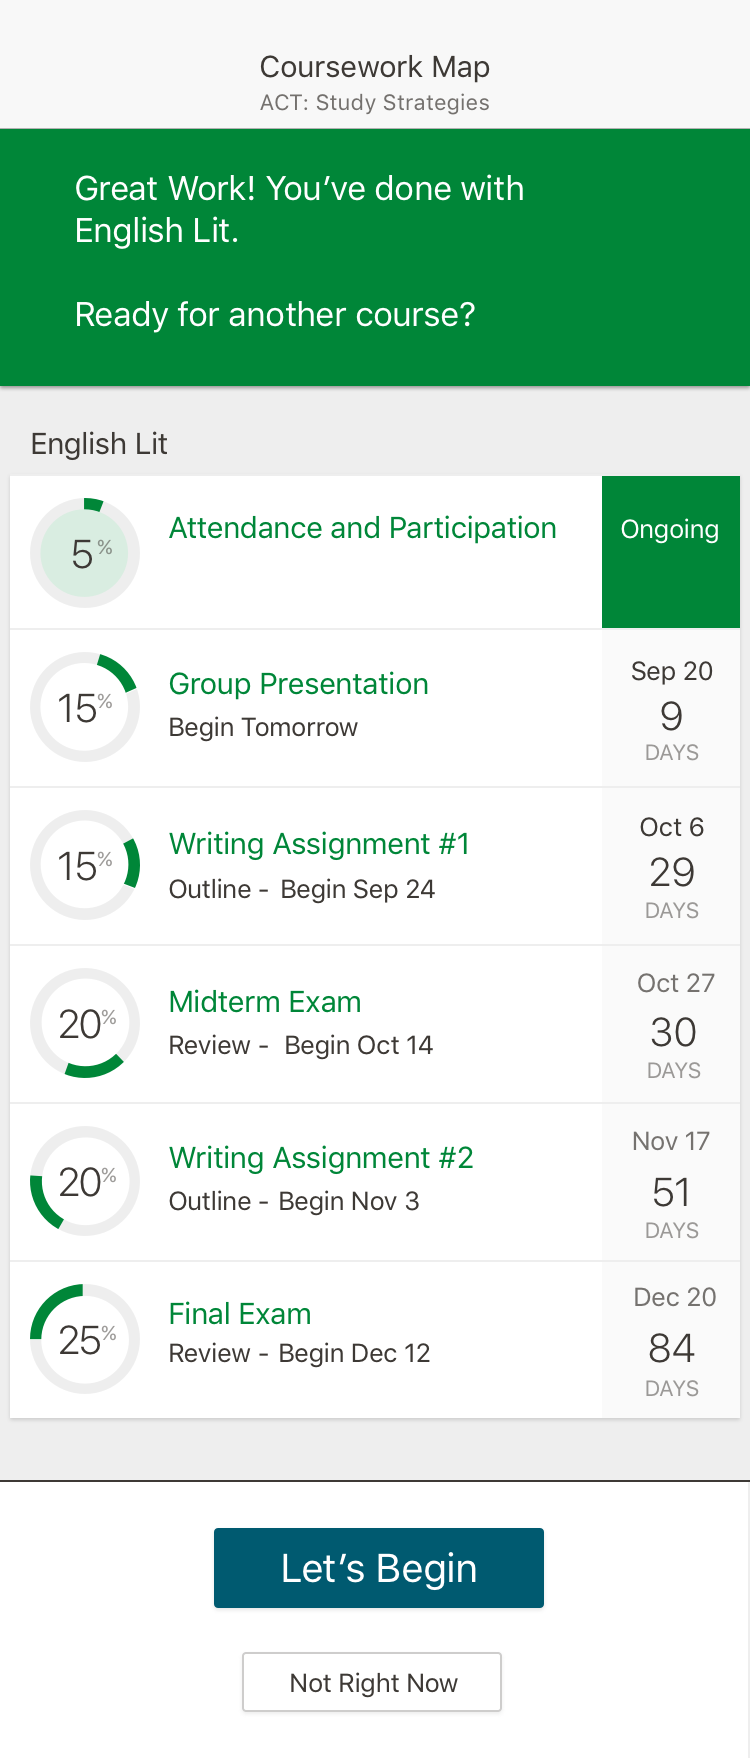 Coursework Map
ACT: Study Strategies
Great Work! You’ve done with
English Lit.
Ready for another course?
English Lit
5%
Attendance and Participation
Ongoing
15%
Group Presentation
Begin Tomorrow
Sep 20
9
DAYS
15%
Writing Assignment #1
Outline - Begin Sep 24
Oct 6
29
DAYS
20%
Midterm Exam
Review - Begin Oct 14
Oct 27
30
DAYS
20%
Writing Assignment #2
Outline - Begin Nov 3
Nov 17
51
DAYS
25%
Final Exam
Review - Begin Dec 12
Dec 20
84
DAYS
Let’s Begin
Not Right Now